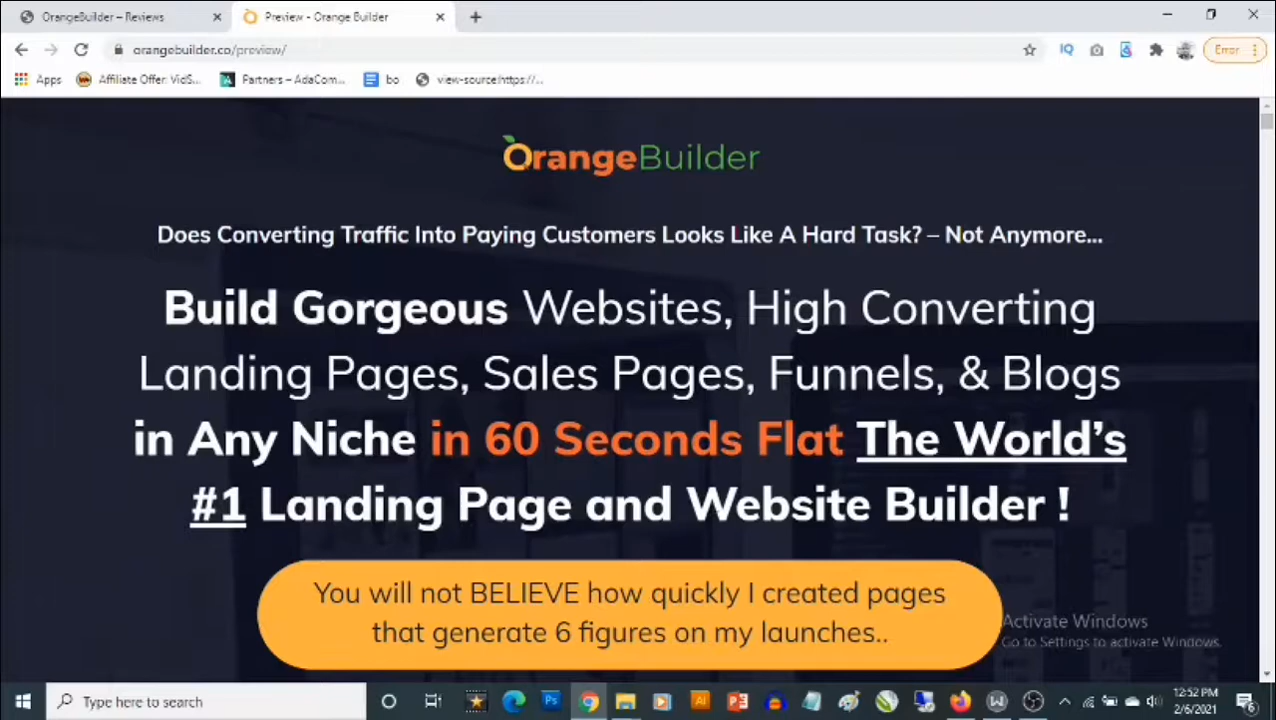 OrangeBuilder – Reviews
Preview - Orange Builder
orangebuilder.co/preview/
IQ
Error
Apps
Affiliate Offer: VidS...
Partners – AdaCom...
bo
view-source:https://...
OrangeBuilder
Does Converting Traffic Into Paying Customers Looks Like A Hard Task? – Not Anymore...
Build Gorgeous Websites, High Converting
Landing Pages, Sales Pages, Funnels, & Blogs
in Any Niche in 60 Seconds Flat The World's
#1 Landing Page and Website Builder !
You will not BELIEVE how quickly I created pages
that generate 6 figures on my launches..
Activate Windows
Go to Settings to activate Windows.
Type here to search
Ps
Ai
12:52 PM
2/6/2021
6